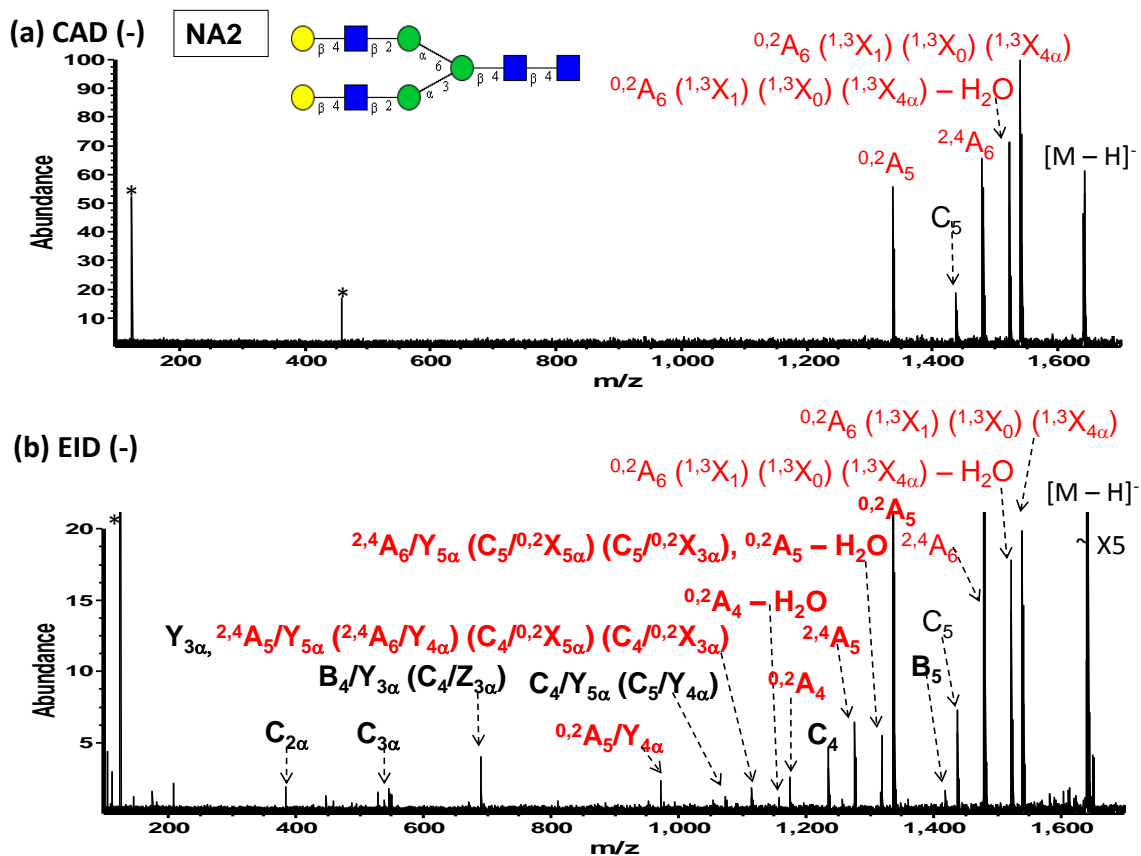 (a) CAD (-)
NA2
β 4 β 2 α 6 β 4 β 4
β 4 β 2 α 3
0,2A6 (1,3X1) (1,3X0) (1,3X4α)
0,2A6 (1,3X1) (1,3X0) (1,3X4α) – H2O
2,4A6
0,2A5
[M – H]-
C5
*
*
Abundance
100
90
80
70
60
50
40
30
20
10
200 400 600 800 1,000 1,200 1,400 1,600
m/z
(b) EID (-)
0,2A6 (1,3X1) (1,3X0) (1,3X4α)
0,2A6 (1,3X1) (1,3X0) (1,3X4α) – H2O
[M – H]-
0,2A5
~ X5
2,4A6/Y5α (C5/0,2X5α) (C5/0,2X3α), 0,2A5 – H2O
2,4A6
0,2A4 – H2O
Y3α, 2,4A5/Y5α (2,4A6/Y4α) (C4/0,2X5α) (C4/0,2X3α)
2,4A5
C5
B4/Y3α (C4/Z3α)
C4/Y5α (C5/Y4α)
0,2A4
B5
C2α
C3α
0,2A5/Y4α
C4
*
Abundance
20
15
10
5
200 400 600 800 1,000 1,200 1,400 1,600
m/z